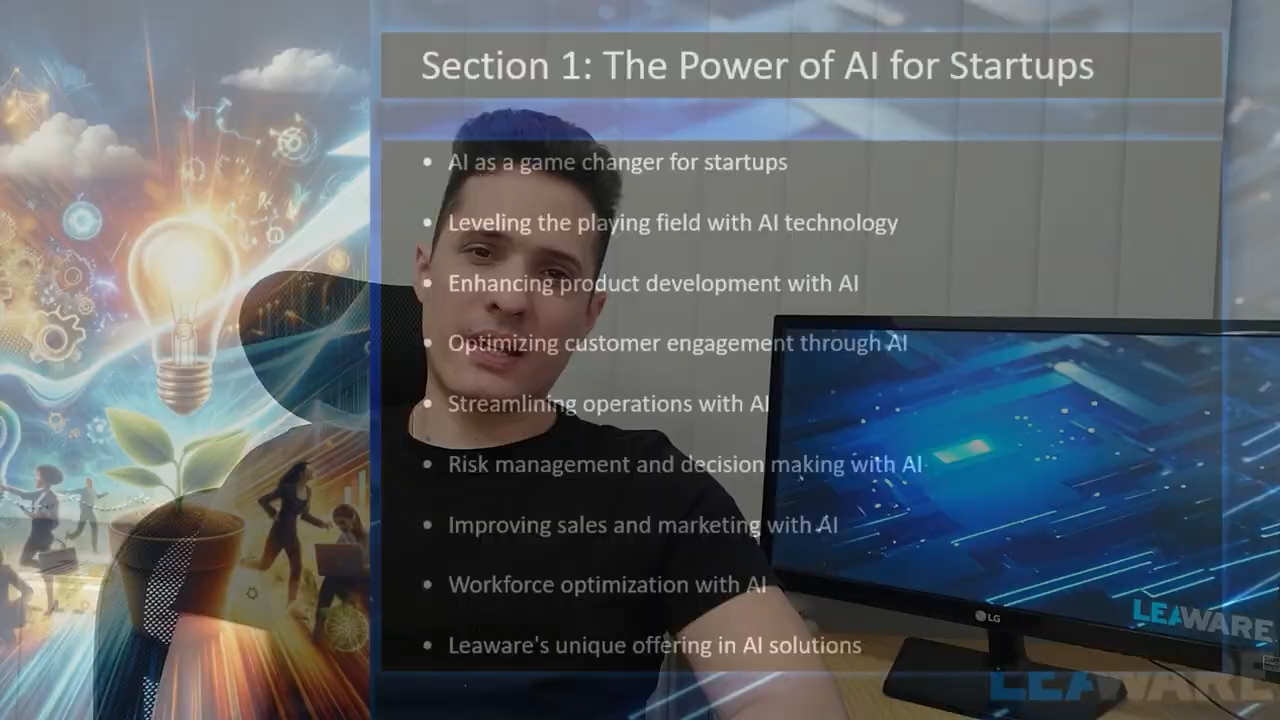 Section 1: The Power of AI for Startups
• AI as a game changer for startups
• Leveling the playing field with AI technology
• Enhancing product development with AI
• Optimizing customer engagement through AI
• Streamlining operations with AI
• Risk management and decision making with AI
• Improving sales and marketing with AI
• Workforce optimization with AI
• Leaware's unique offering in AI solutions
LG
LEAWARE
LEAWARE